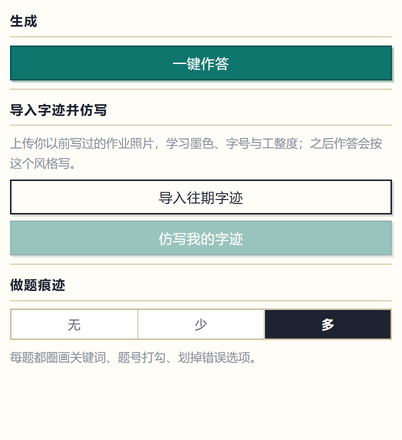 生成
一键作答
导入字迹并仿写
上传你以前写过的作业照片，学习墨色、字号与工整度；之后作答会按
这个风格写。
导入往期字迹
仿写我的字迹
做题痕迹
无 少 多
每题都圈画关键词、题号打勾、划掉错误选项。